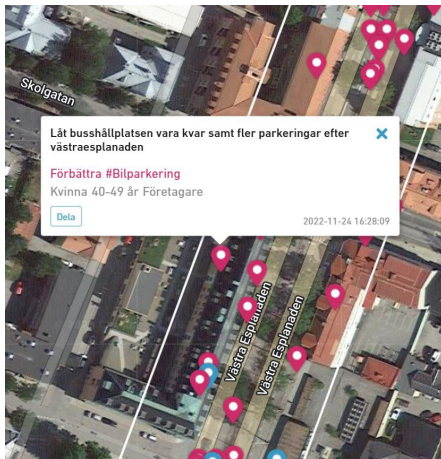 Skolgatan
Låt busshållplatsen vara kvar samt fler parkeringar efter
västraesplanaden
Förbättra #Bilparkering
Kvinna 40-49 år Företagare
Dela
2022-11-24 16:28:09
Västra Esplanaden
Västra Esplanaden